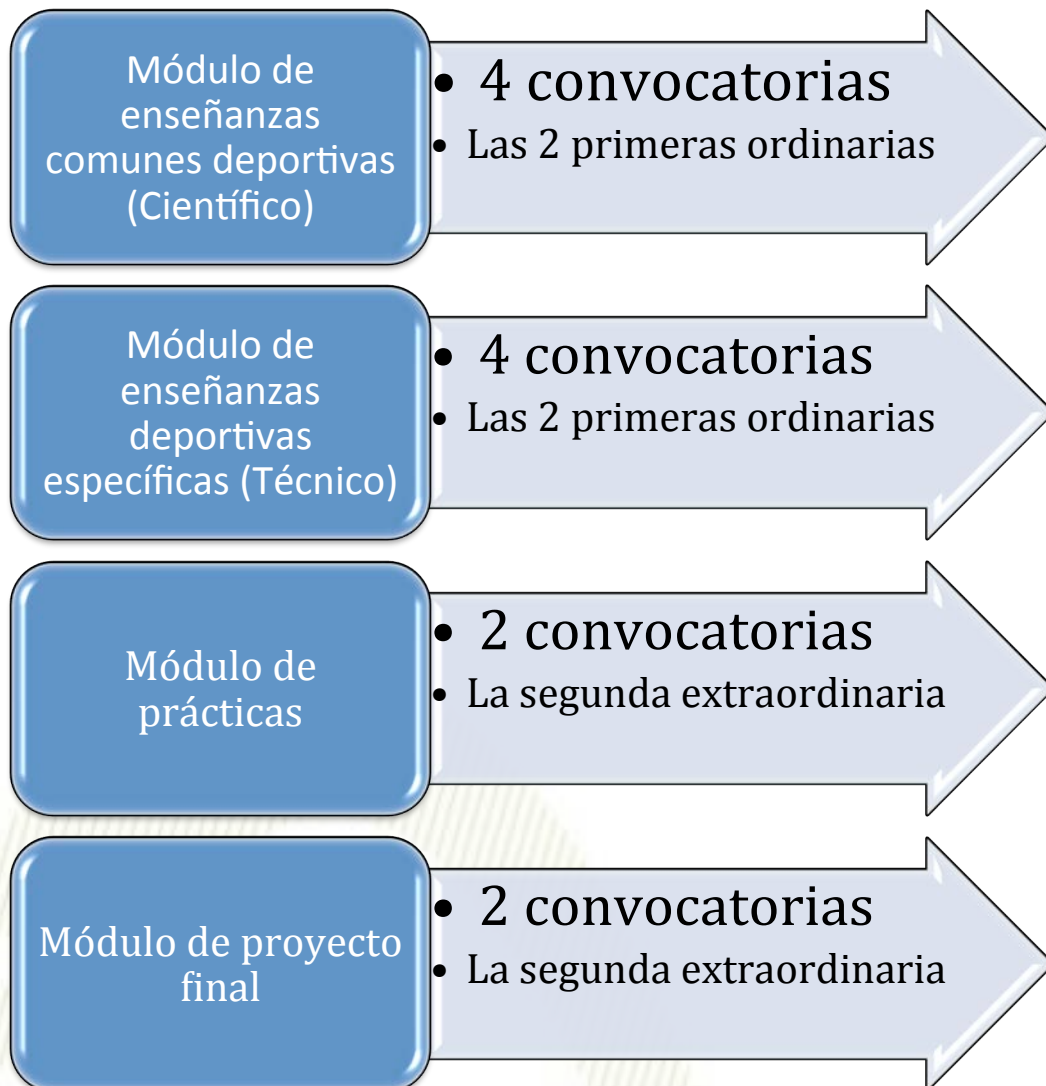 Módulo de
enseñanzas
comunes deportivas
(Científico)
• 4 convocatorias
• Las 2 primeras ordinarias
Módulo de
enseñanzas
deportivas
específicas (Técnico)
• 4 convocatorias
• Las 2 primeras ordinarias
Módulo de
prácticas
• 2 convocatorias
• La segunda extraordinaria
Módulo de proyecto
final
• 2 convocatorias
• La segunda extraordinaria